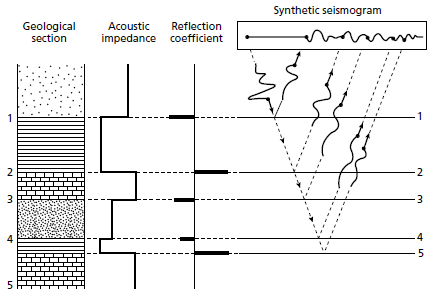 Synthetic seismogram
Geological
section
Acoustic
impedance
Reflection
coefficient
1
1
2
2
3
3
4
4
5
5